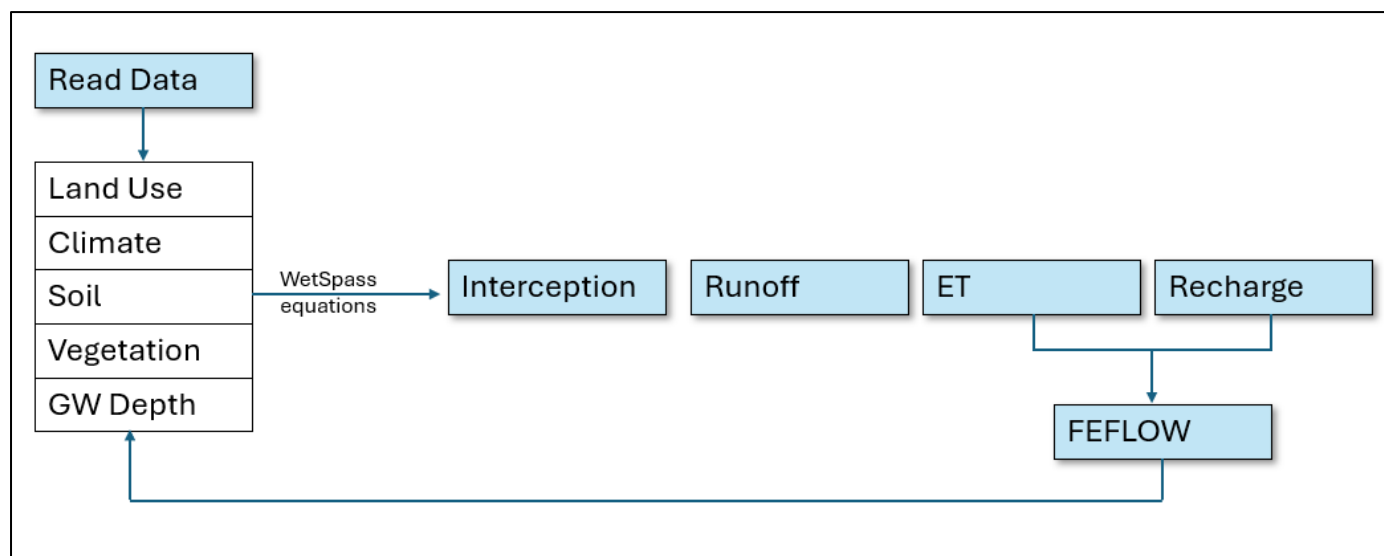 Read Data
Land Use
Climate
Soil
Vegetation
GW Depth
WetSpass
equations
Interception
Runoff
ET
Recharge
FEFLOW